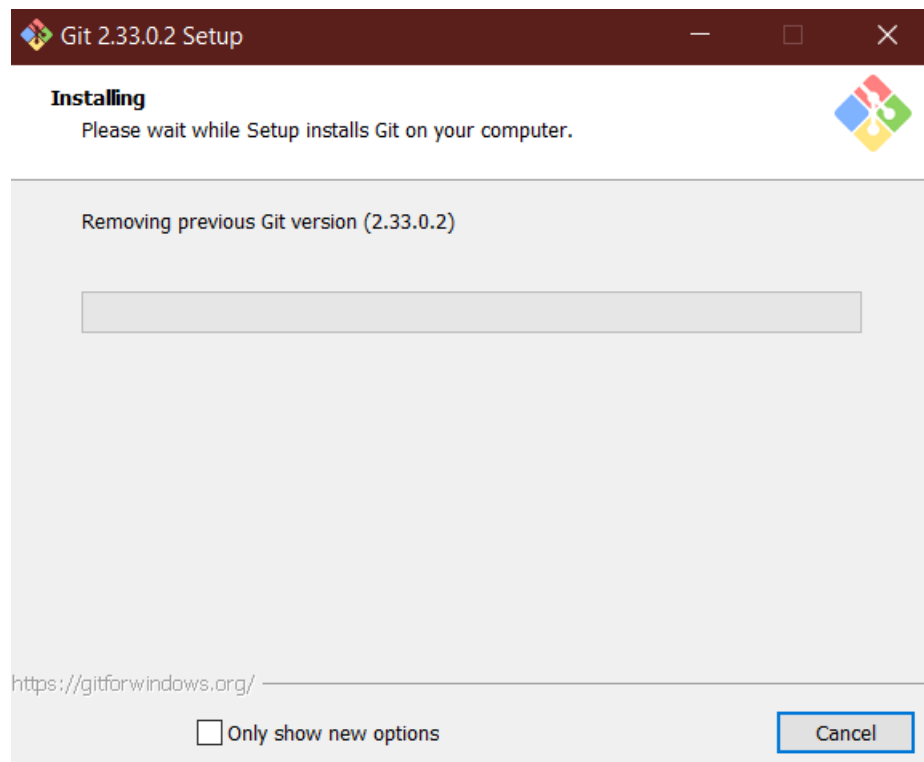 Git 2.33.0.2 Setup
Installing
Please wait while Setup installs Git on your computer.
Removing previous Git version (2.33.0.2)
https://gitforwindows.org/
Only show new options
Cancel